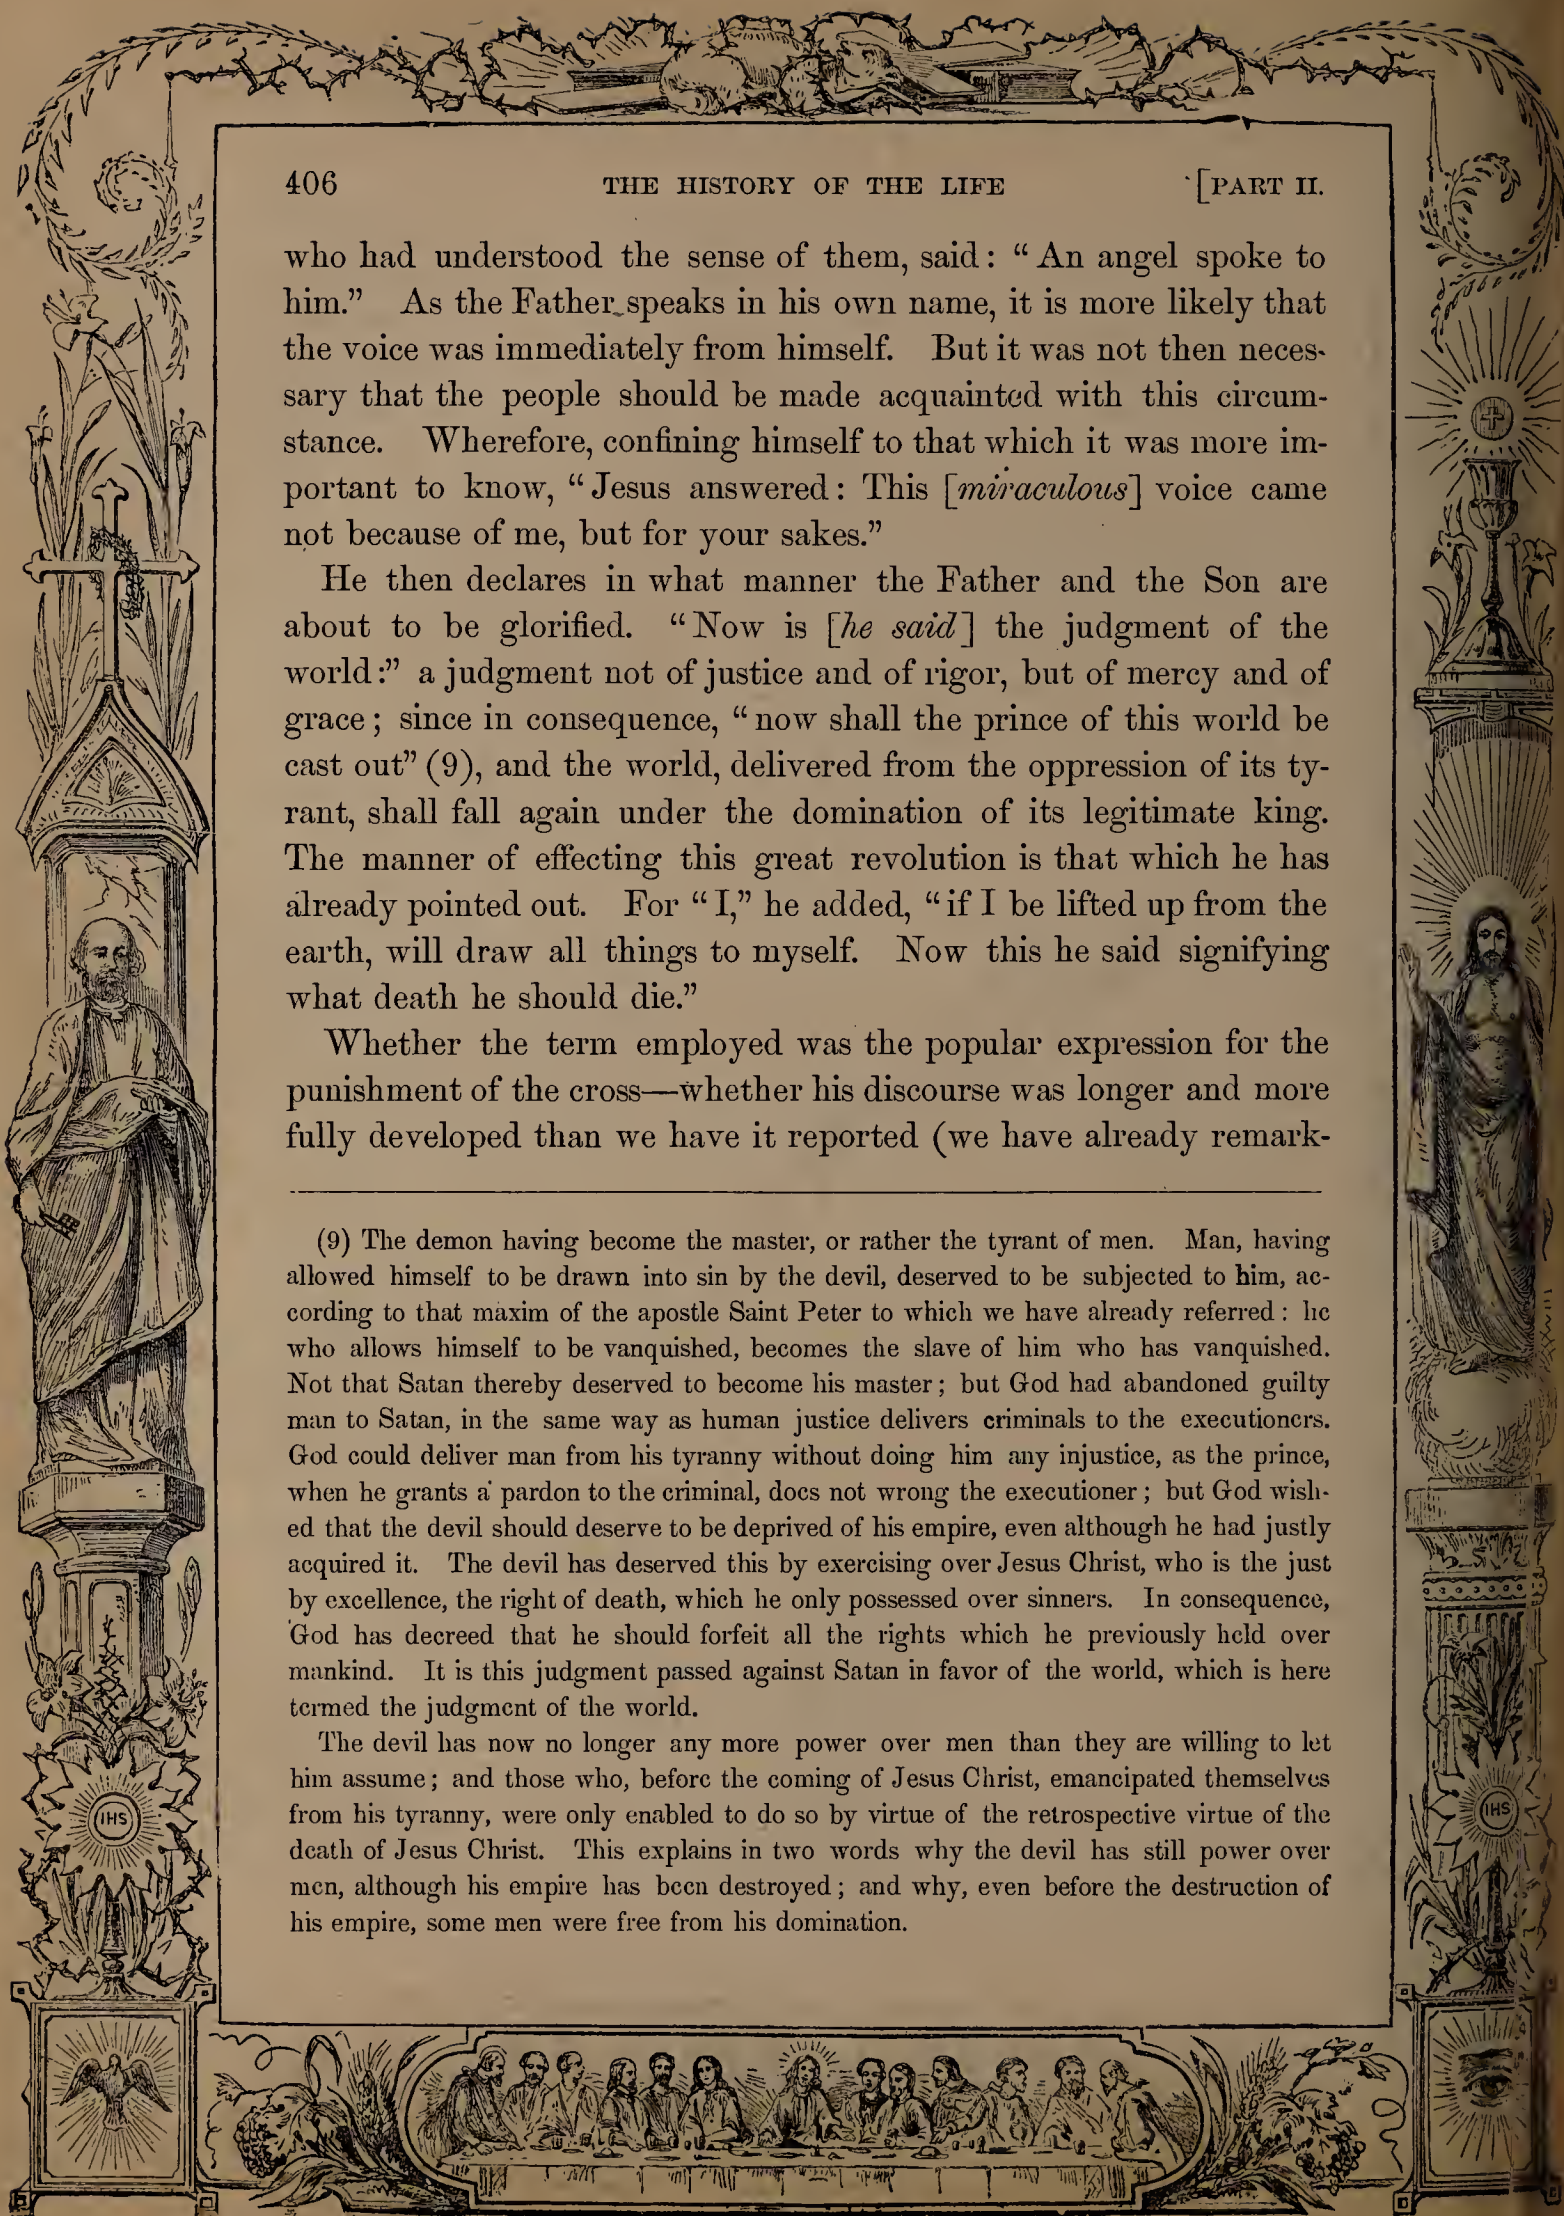 406 THE HISTORY OF THE LIFE [PART II.
who had understood the sense of them, said: “ An angel spoke to
him.” As the Father speaks in his own name, it is more likely that
the voice was immediately from himself. But it was not then neces-
sary that the people should be made acquainted with this circum-
stance. Wherefore, confining himself to that which it was more im-
portant to know, “ Jesus answered: This [miraculous] voice came
not because of me, but for your sakes.”
He then declares in what manner the Father and the Son are
about to be glorified. “ Now is [he said] the judgment of the
world:” a judgment not of justice and of rigor, but of mercy and of
grace; since in consequence, “ now shall the prince of this world be
cast out” (9), and the world, delivered from the oppression of its ty-
rant, shall fall again under the domination of its legitimate king.
The manner of effecting this great revolution is that which he has
already pointed out. For “ I,” he added, “ if I be lifted up from the
earth, will draw all things to myself. Now this he said signifying
what death he should die.”
Whether the term employed was the popular expression for the
punishment of the cross—whether his discourse was longer and more
fully developed than we have it reported (we have already remark-
(9) The demon having become the master, or rather the tyrant of men. Man, having
allowed himself to be drawn into sin by the devil, deserved to be subjected to him, ac-
cording to that maxim of the apostle Saint Peter to which we have already referred: he
who allows himself to be vanquished, becomes the slave of him who has vanquished.
Not that Satan thereby deserved to become his master; but God had abandoned guilty
man to Satan, in the same way as human justice delivers criminals to the executioners.
God could deliver man from his tyranny without doing him any injustice, as the prince,
when he grants a pardon to the criminal, does not wrong the executioner; but God wish-
ed that the devil should deserve to be deprived of his empire, even although he had justly
acquired it. The devil has deserved this by exercising over Jesus Christ, who is the just
by excellence, the right of death, which he only possessed over sinners. In consequence,
God has decreed that he should forfeit all the rights which he previously held over
mankind. It is this judgment passed against Satan in favor of the world, which is here
termed the judgment of the world.
The devil has now no longer any more power over men than they are willing to let
him assume; and those who, before the coming of Jesus Christ, emancipated themselves
from his tyranny, were only enabled to do so by virtue of the retrospective virtue of the
death of Jesus Christ. This explains in two words why the devil has still power over
men, although his empire has been destroyed; and why, even before the destruction of
his empire, some men were free from his domination.
IHS
IHS